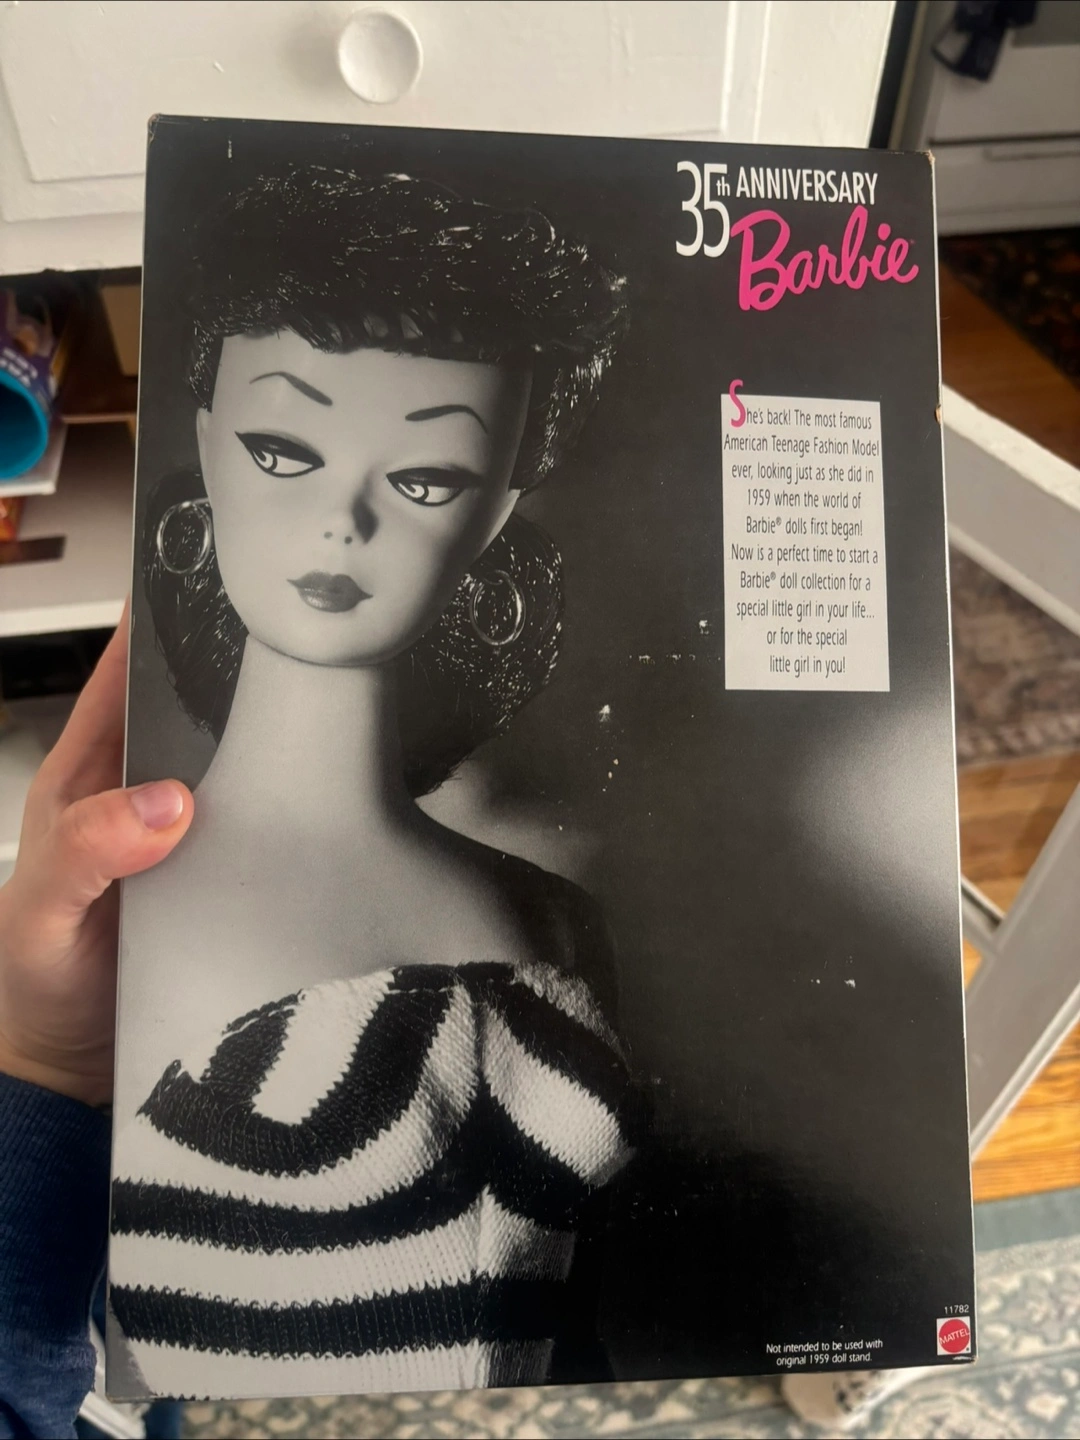 35th ANNIVERSARY
Barbie
She's back! The most famous
American Teenage Fashion Model
ever, looking just as she did in
1959 when the world of
Barbie® dolls first began!
Now is a perfect time to start a
Barbie® doll collection for a
special little girl in your life...
or for the special
little girl in you!
11782
MATTEL
Not intended to be used with
original 1959 doll stand.